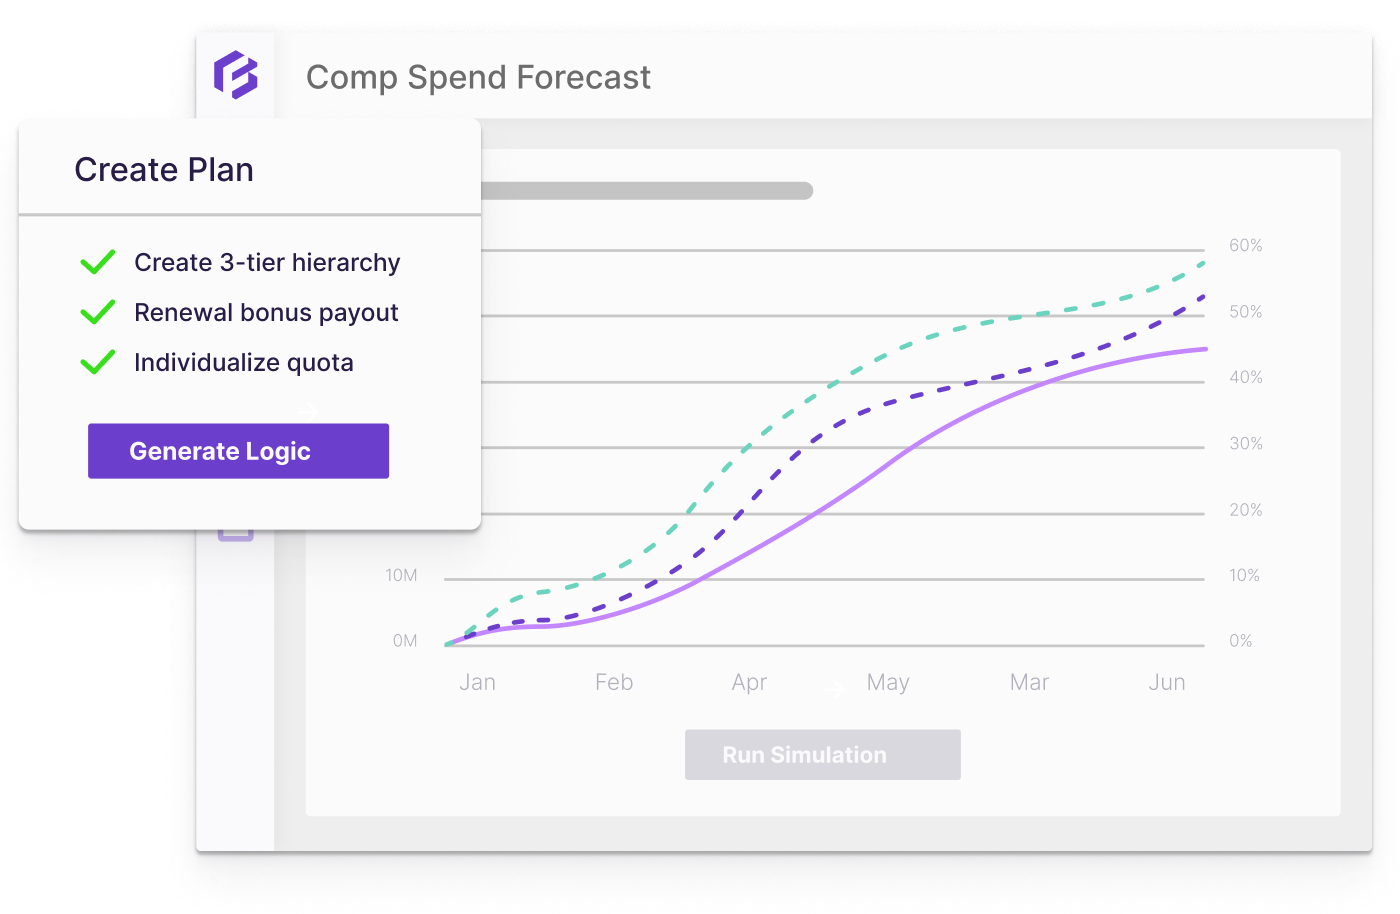 Comp Spend Forecast
Create Plan
Create 3-tier hierarchy
Renewal bonus payout
Individualize quota
Generate Logic
60%
50%
40%
30%
20%
10M 10%
0M 0%
Jan Feb Apr May Mar Jun
Run Simulation